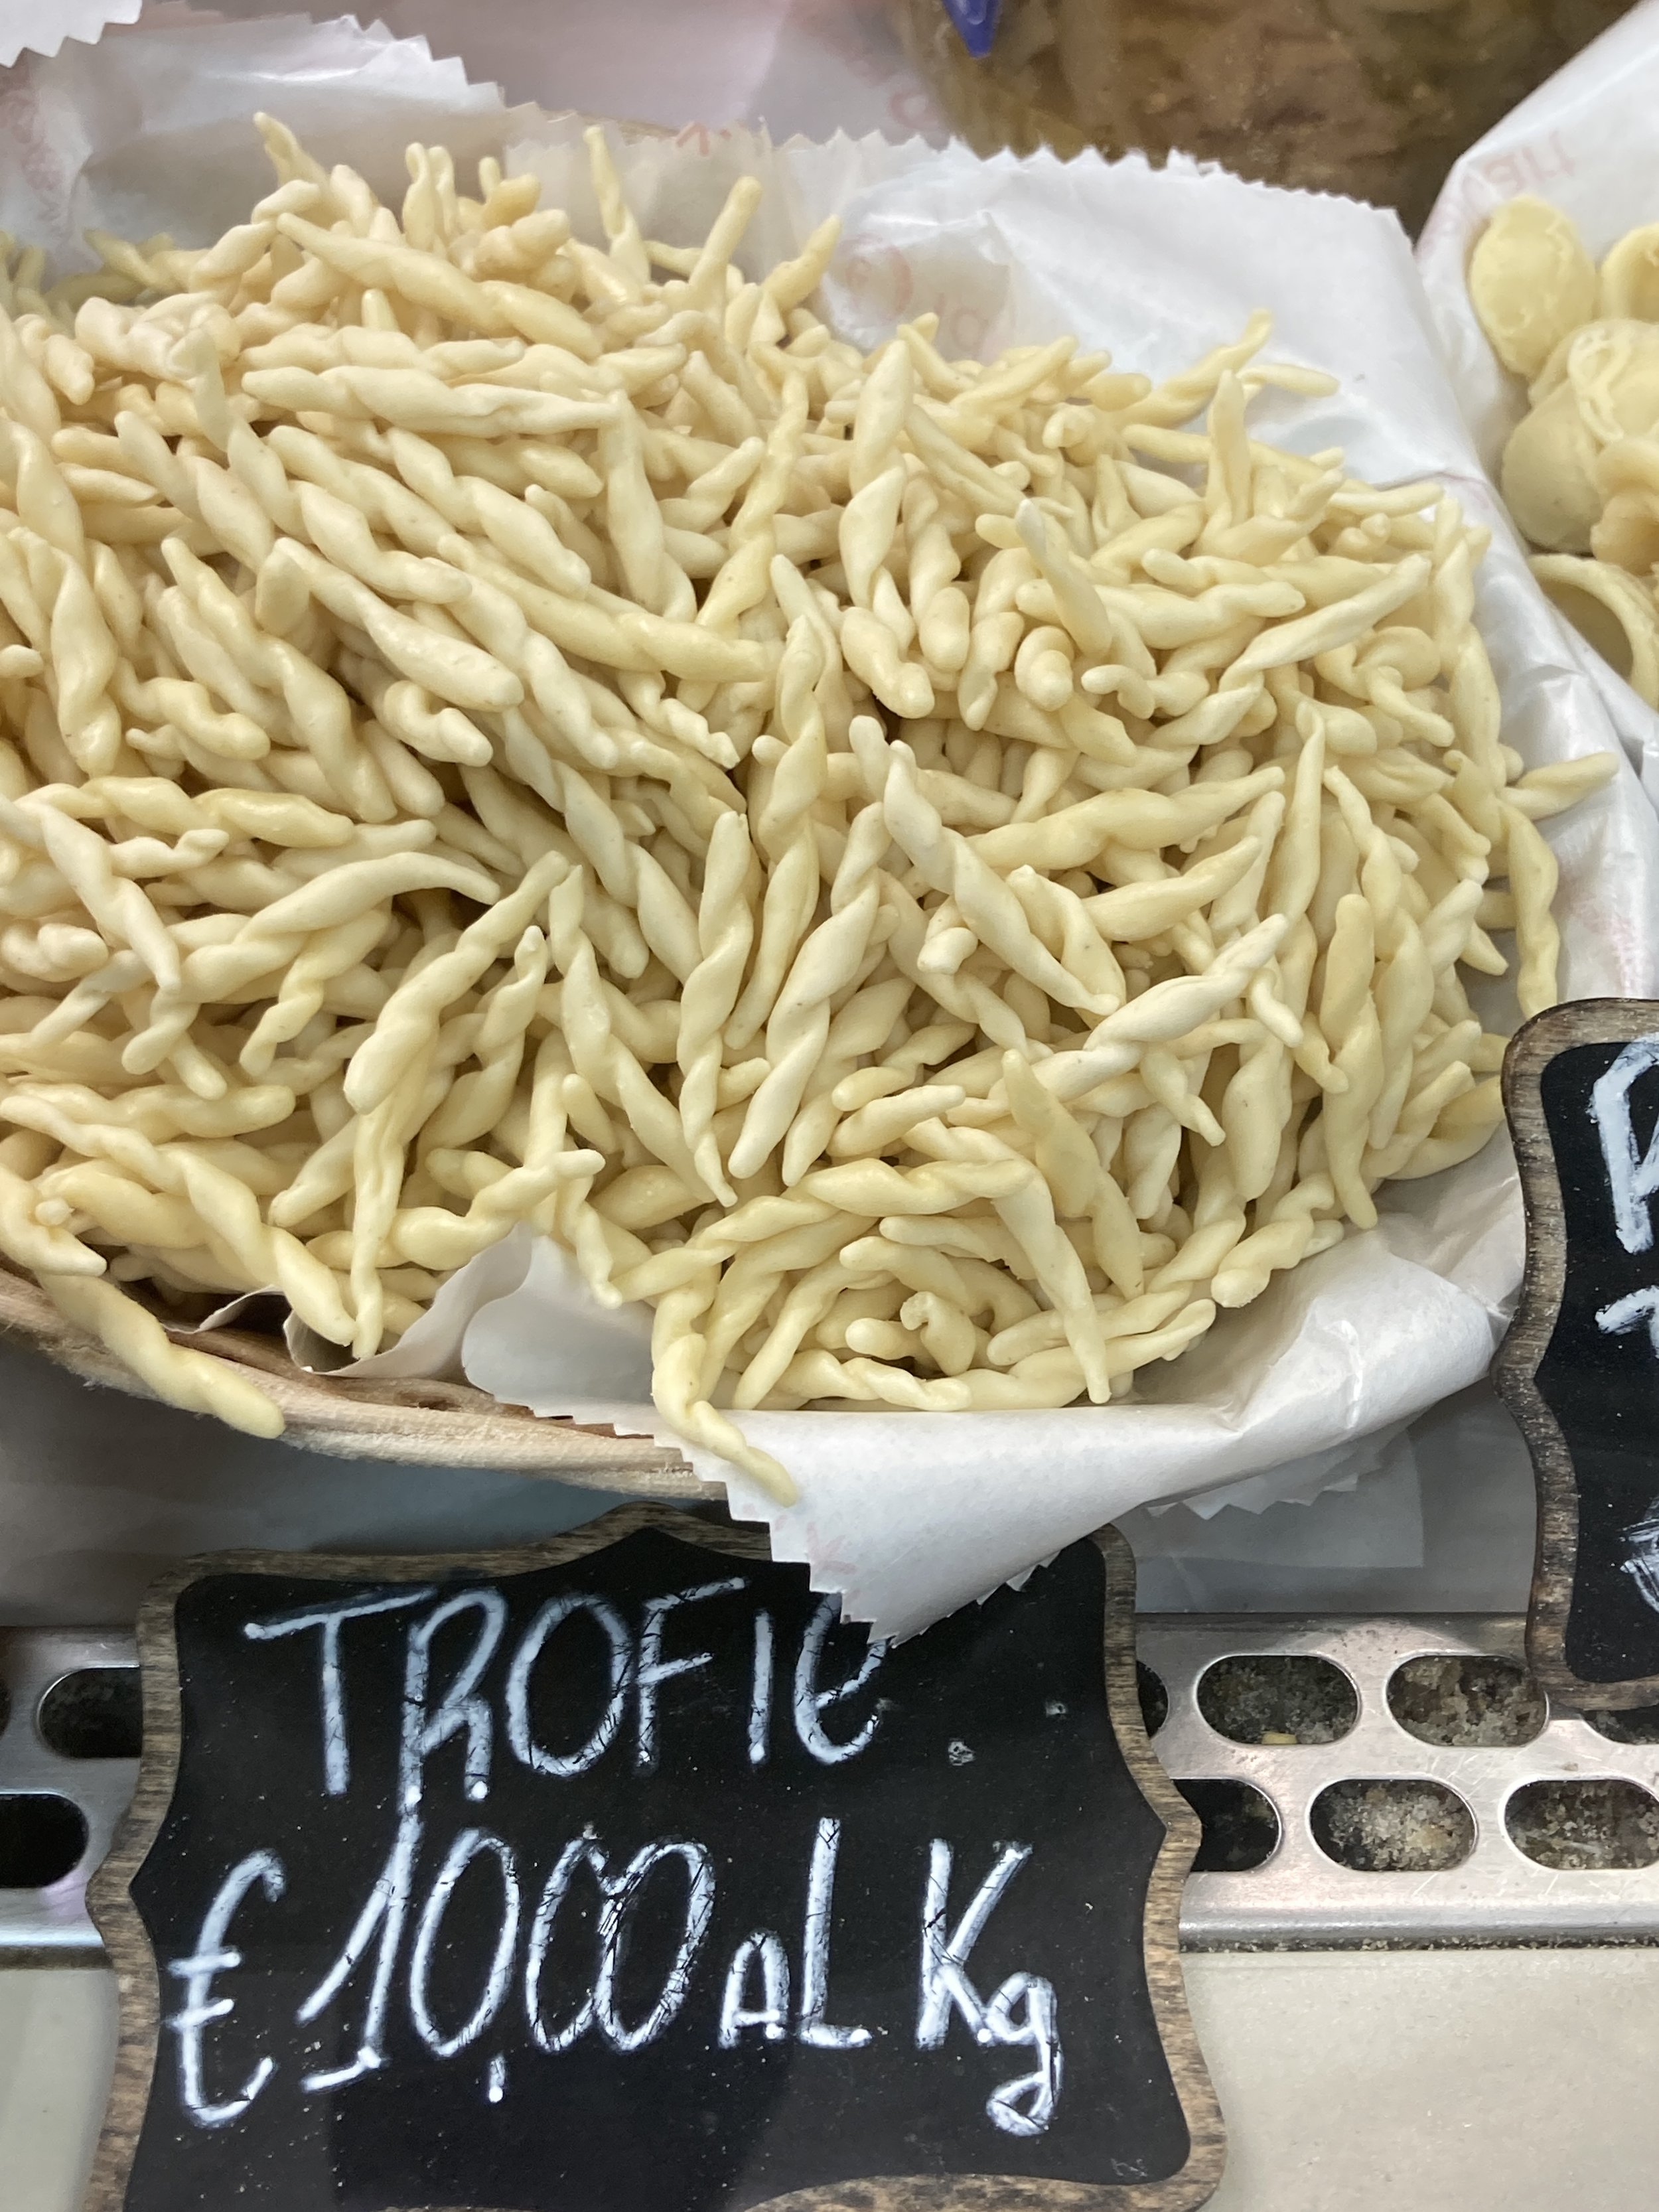 TROFIE
€ 10,00 AL Kg